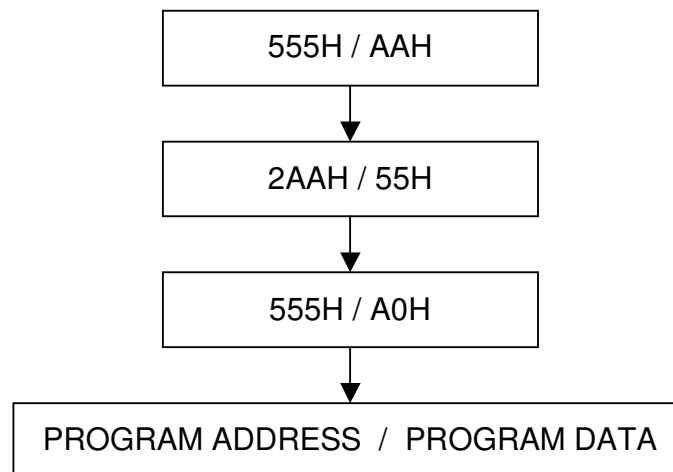 555H / AAH
2AAH / 55H
555H / A0H
PROGRAM ADDRESS / PROGRAM DATA